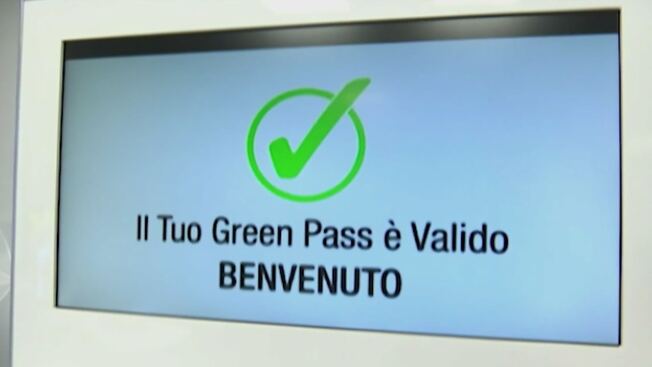 Il Tuo Green Pass è Valido
BENVENUTO